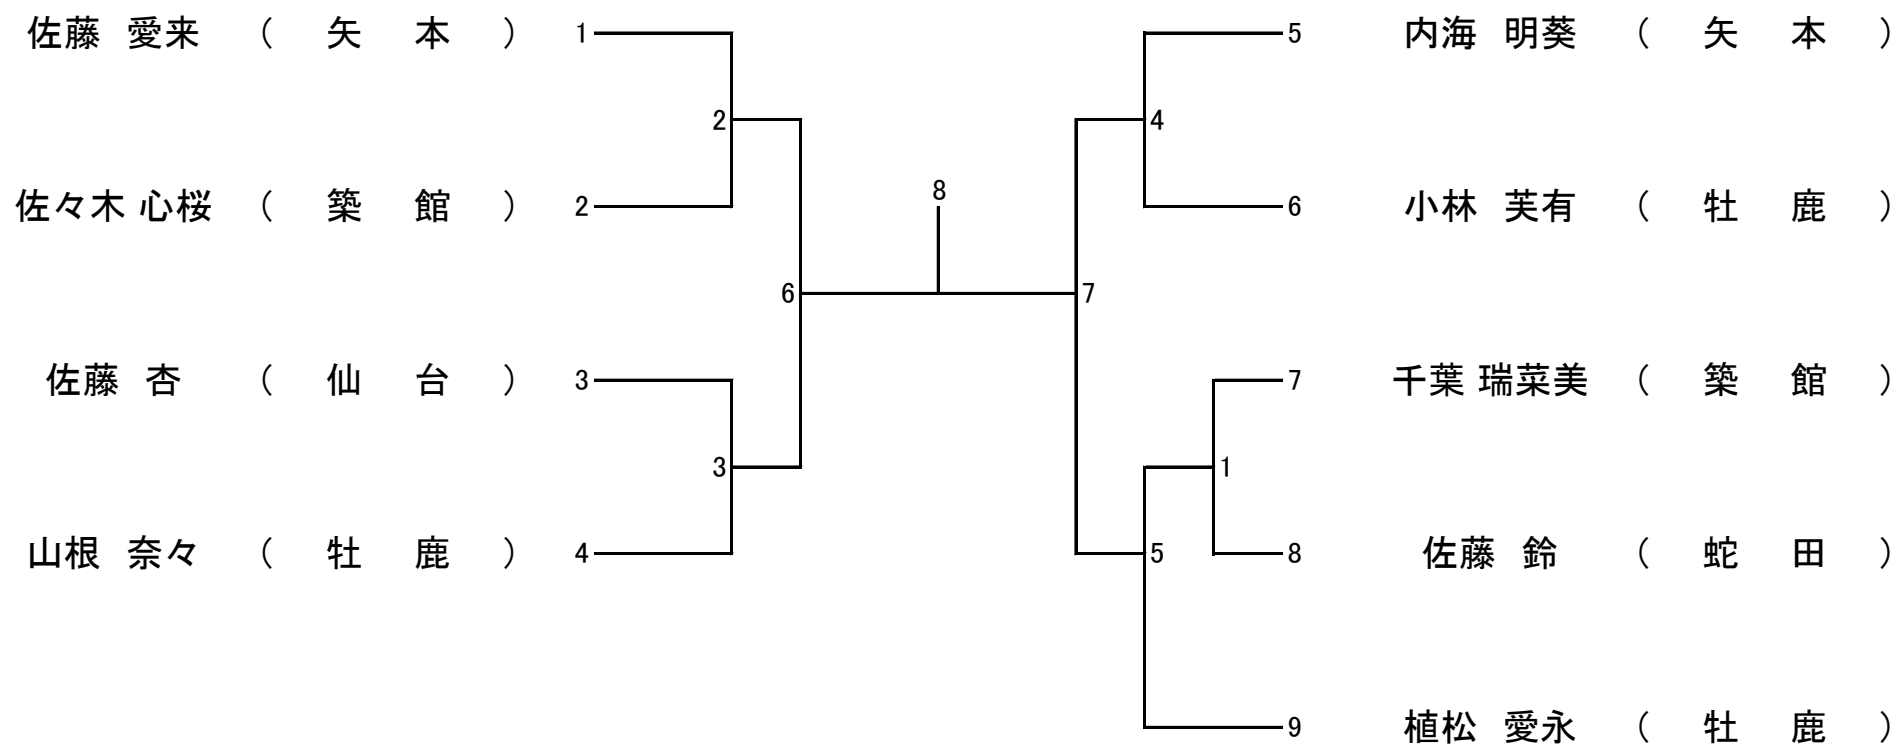 佐藤 愛来 （ 矢 本 ） 1 5 内海 明葵 （ 矢 本 ）
2 4
佐々木 心桜 （ 築 館 ） 2 8 6 小林 芙有 （ 牡 鹿 ）
6 7
佐藤 杏 （ 仙 台 ） 3 7 千葉 瑞菜美 （ 築 館 ）
3 1
山根 奈々 （ 牡 鹿 ） 4 5 8 佐藤 鈴 （ 蛇 田 ）
9 植松 愛永 （ 牡 鹿 ）